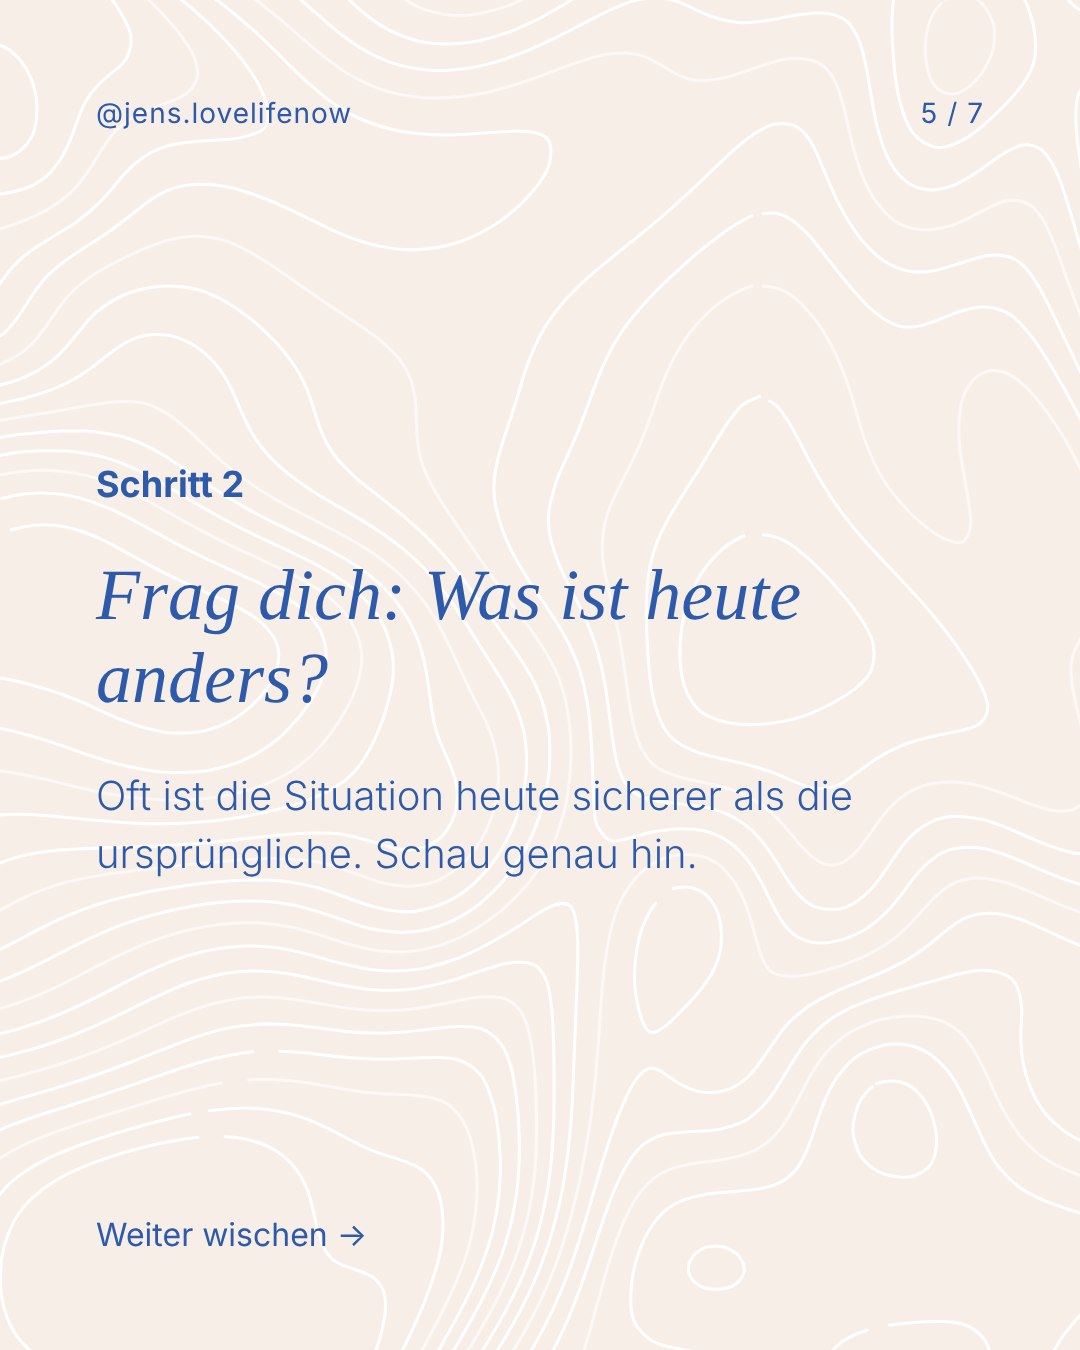 @jens.lovelifenow
5 / 7
Schritt 2
Frag dich: Was ist heute
anders?
Oft ist die Situation heute sicherer als die
ursprüngliche. Schau genau hin.
Weiter wischen →